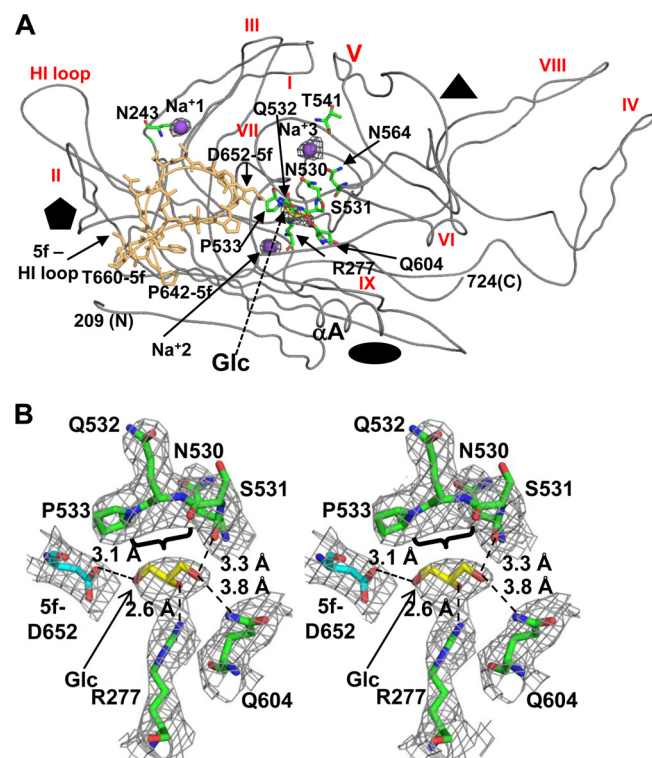 A
III
V
HI loop
I
VIII
Q532
T541
IV
N243
Na+1
VII
Na+3
N564
D652-5f
N530
II
S531
P533
VI
5f –
HI loop
R277
Q604
T660-5f
P642-5f
IX
724(C)
209 (N)
αA
Na+2
Glc
B
Q532
N530
P533
S531
3.1 Å
3.3 Å
3.8 Å
5f-
D652
2.6 Å
Glc
R277
Q604
Q532
N530
P533
S531
3.1 Å
3.3 Å
3.8 Å
5f-
D652
2.6 Å
Glc
R277
Q604